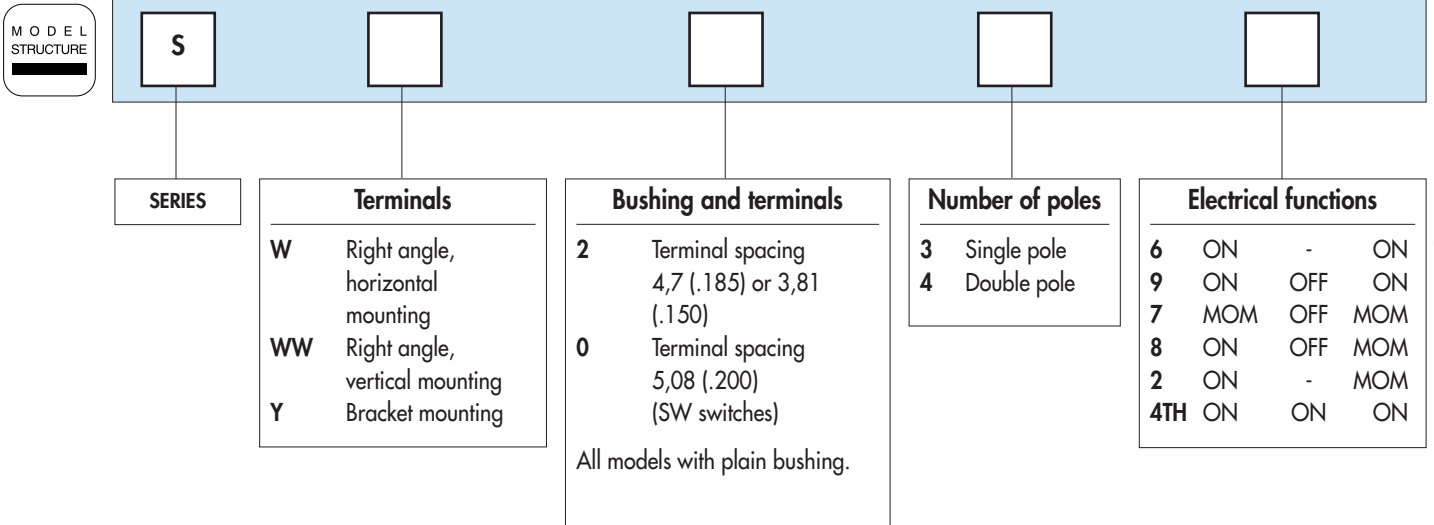 M O D E L
STRUCTURE
S
SERIES
Terminals
W Right angle,
horizontal
mounting
WW Right angle,
vertical mounting
Y Bracket mounting
Bushing and terminals
2 Terminal spacing
4,7 (.185) or 3,81
(.150)
0 Terminal spacing
5,08 (.200)
(SW switches)
All models with plain bushing.
Number of poles
3 Single pole
4 Double pole
Electrical functions
6 ON - ON
9 ON OFF ON
7 MOM OFF MOM
8 ON OFF MOM
2 ON - MOM
4TH ON ON ON